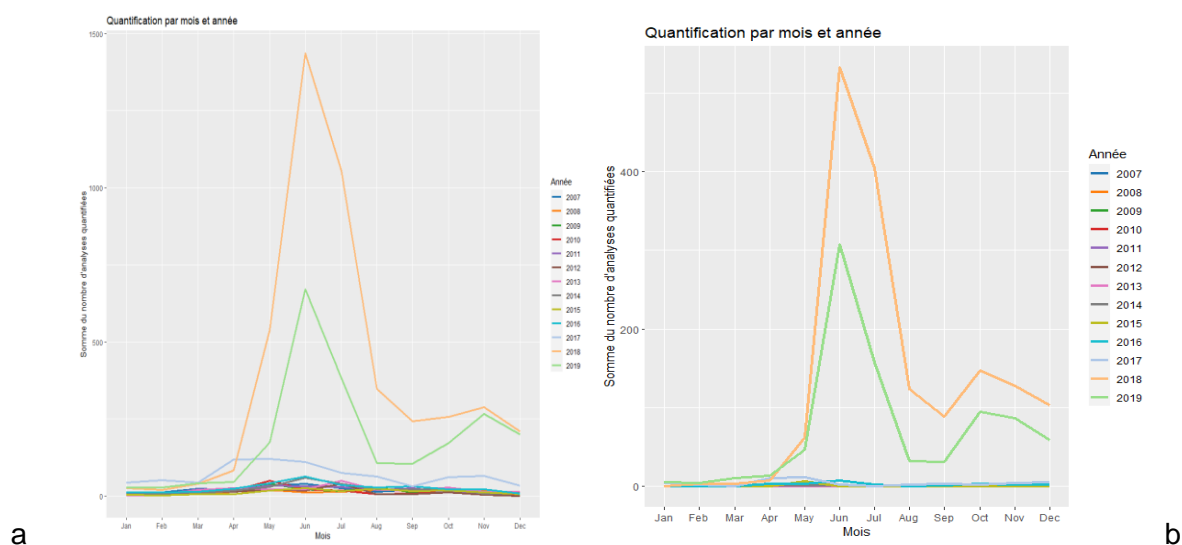 Quantification par mois et année
1500
1000
500
0
Somme du nombre d'analyses quantifiées
Jan Feb Mar Apr May Jun Jul Aug Sep Oct Nov Dec
Mois
Année
2007
2008
2009
2010
2011
2012
2013
2014
2015
2016
2017
2018
2019
a
Quantification par mois et année
400
200
0
Somme du nombre d'analyses quantifiées
Jan Feb Mar Apr May Jun Jul Aug Sep Oct Nov Dec
Mois
Année
2007
2008
2009
2010
2011
2012
2013
2014
2015
2016
2017
2018
2019
b